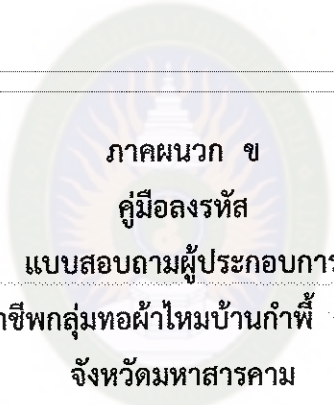 ภาคผนวก ข
คู่มือลงรหัส
แบบสอบถามผู้ประกอบการ
าชีพกลุ่มทอผ้าไหมบ้านกำพี้
จังหวัดมหาสารคาม